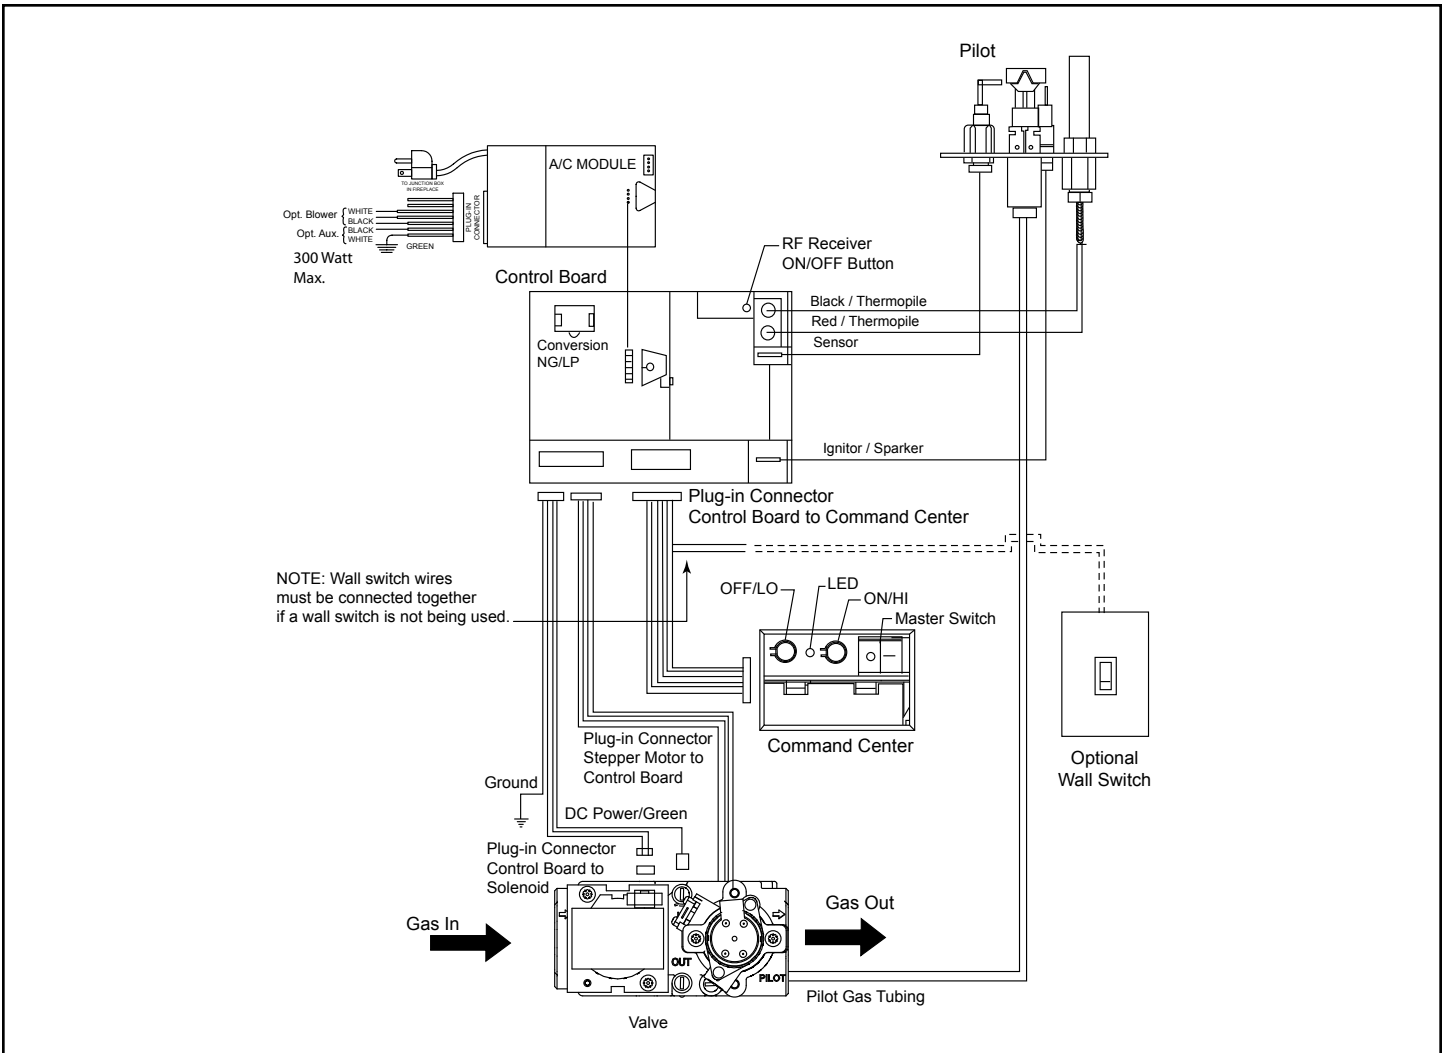 Pilot
A/C MODULE
TO JUNCTION BOX
IN FIREPLACE
PLUG-IN
CONNECTOR
Opt. Blower
WHITE
BLACK
Opt. Aux.
BLACK
WHITE
GREEN
300 Watt
Max.
RF Receiver
ON/OFF Button
Control Board
Black / Thermopile
Red / Thermopile
Sensor
Conversion
NG/LP
Ignitor / Sparker
Plug-in Connector
Control Board to Command Center
NOTE: Wall switch wires
must be connected together
if a wall switch is not being used.
OFF/LO
LED
ON/HI
Master Switch
Command Center
Optional
Wall Switch
Plug-in Connector
Stepper Motor to
Control Board
Ground
DC Power/Green
Plug-in Connector
Control Board to
Solenoid
Gas In
Gas Out
OUT
PILOT
Pilot Gas Tubing
Valve